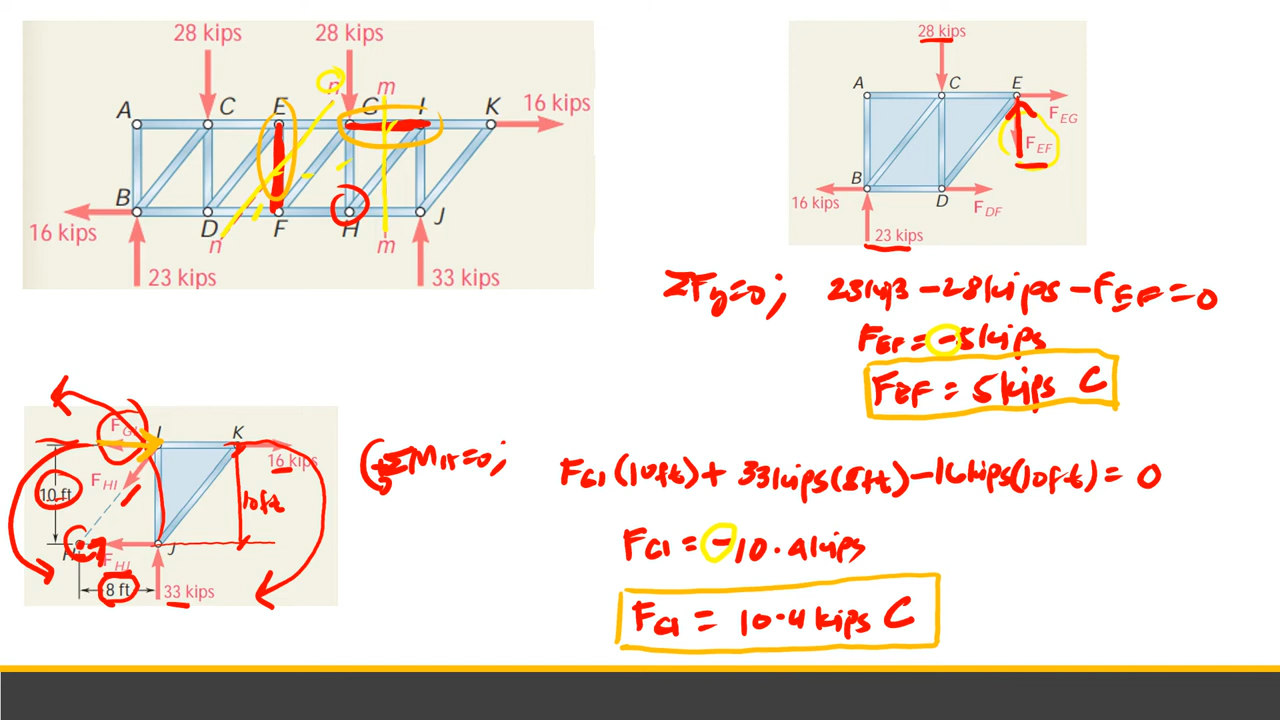 28 kips 28 kips
n m
A C E G I K 16 kips
B D F H J
16 kips n m
23 kips 33 kips
28 kips
A C E
F_EG
F_EF
B D
16 kips F_DF
23 kips
ΣFy=0; 23kips - 28kips - F_EF = 0
F_EF = -5kips
F_EF = 5kips C
F_GI I K
16 kips
F_HI
10 ft 10ft
H J
F_HJ
8 ft 33 kips
+ΣM_H=0; F_GI (10ft) + 33kips(8ft) - 16kips(10ft) = 0
F_GI = -10.4kips
F_GI = 10.4kips C